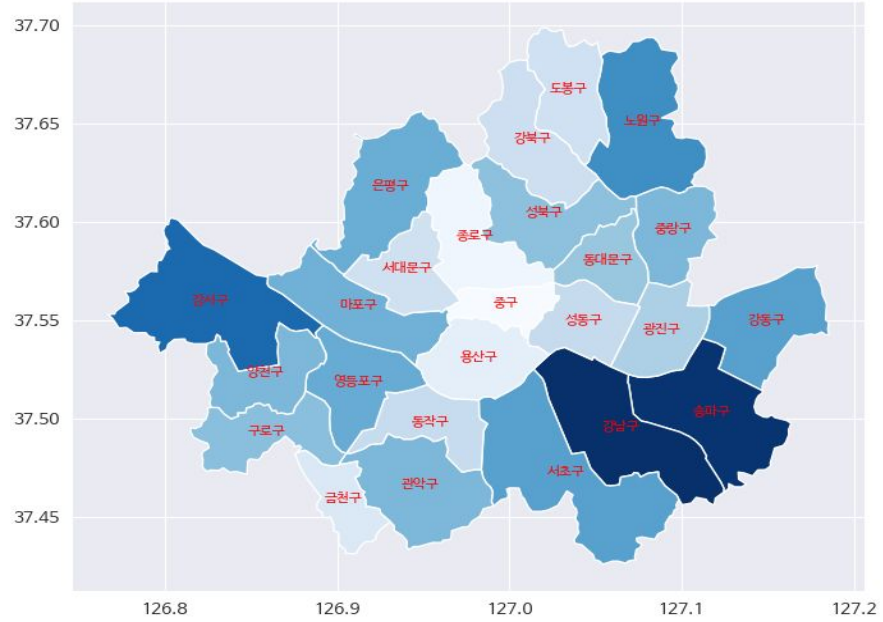 37.70
37.65
37.60
37.55
37.50
37.45
도봉구
노원구
강북구
은평구
성북구
중랑구
종로구
서대문구
동대문구
강서구
마포구
중구
성동구
광진구
강동구
용산구
양천구
영등포구
송파구
동작구
강남구
구로구
서초구
관악구
금천구
126.8
126.9
127.0
127.1
127.2